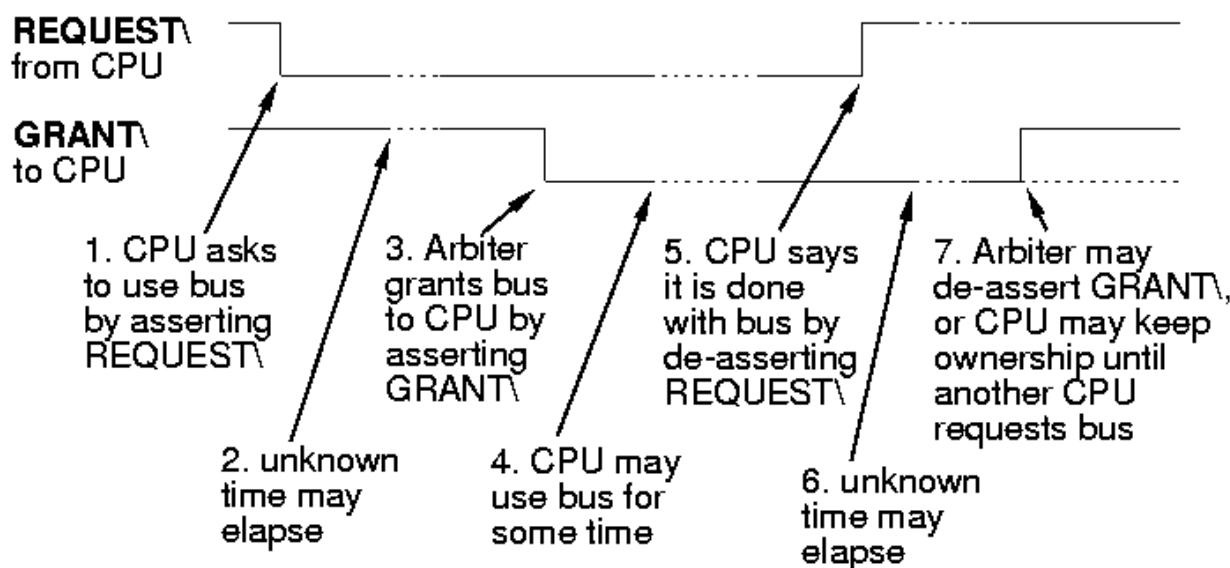 REQUEST\
from CPU
GRANT\
to CPU
1. CPU asks
to use bus
by asserting
REQUEST\
2. unknown
time may
elapse
3. Arbiter
grants bus
to CPU by
asserting
GRANT\
4. CPU may
use bus for
some time
5. CPU says
it is done
with bus by
de-asserting
REQUEST\
6. unknown
time may
elapse
7. Arbiter may
de-assert GRANT\,
or CPU may keep
ownership until
another CPU
requests bus